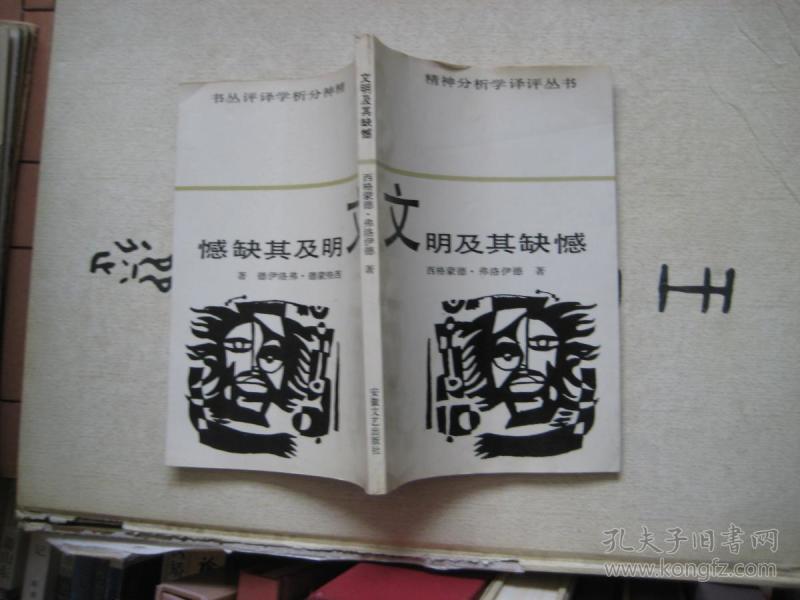 精神分析学译评丛书
文明及其缺憾
西格蒙德·弗洛伊德 著
文明及其缺憾
西格蒙德·弗洛伊德 著
安徽文艺出版社
书丛评译学析分神精
憾缺其及明文
著 德伊洛弗·德蒙格西
王
记
孔夫子旧书网
www.kongfz.com